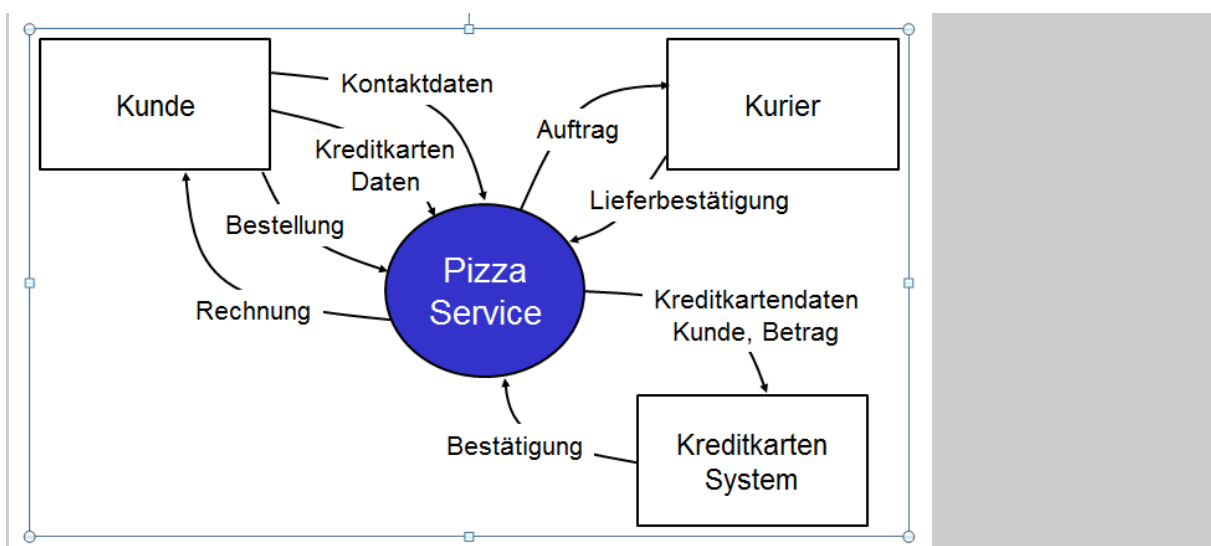 Kunde
Kontaktdaten
Kreditkarten
Daten
Bestellung
Rechnung
Auftrag
Kurier
Lieferbestätigung
Pizza
Service
Kreditkartendaten
Kunde, Betrag
Bestätigung
Kreditkarten
System